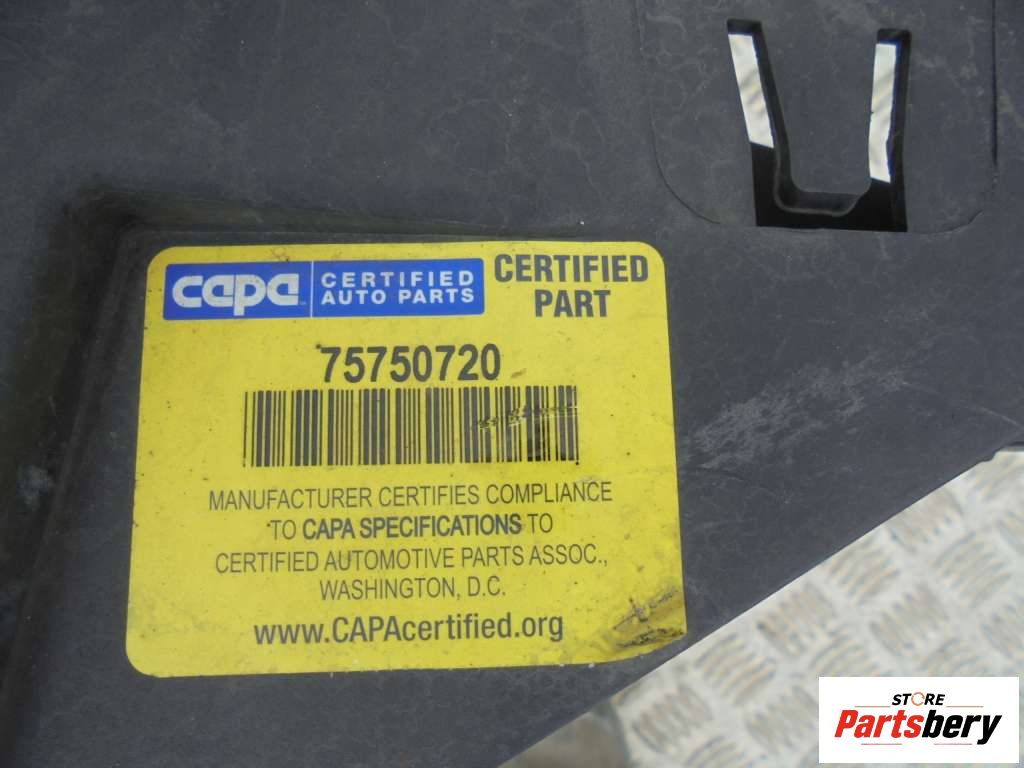 capa CERTIFIED AUTO PARTS
CERTIFIED PART
75750720
MANUFACTURER CERTIFIES COMPLIANCE
TO CAPA SPECIFICATIONS TO
CERTIFIED AUTOMOTIVE PARTS ASSOC.,
WASHINGTON, D.C.
www.CAPAcertified.org
STORE
Partsbery